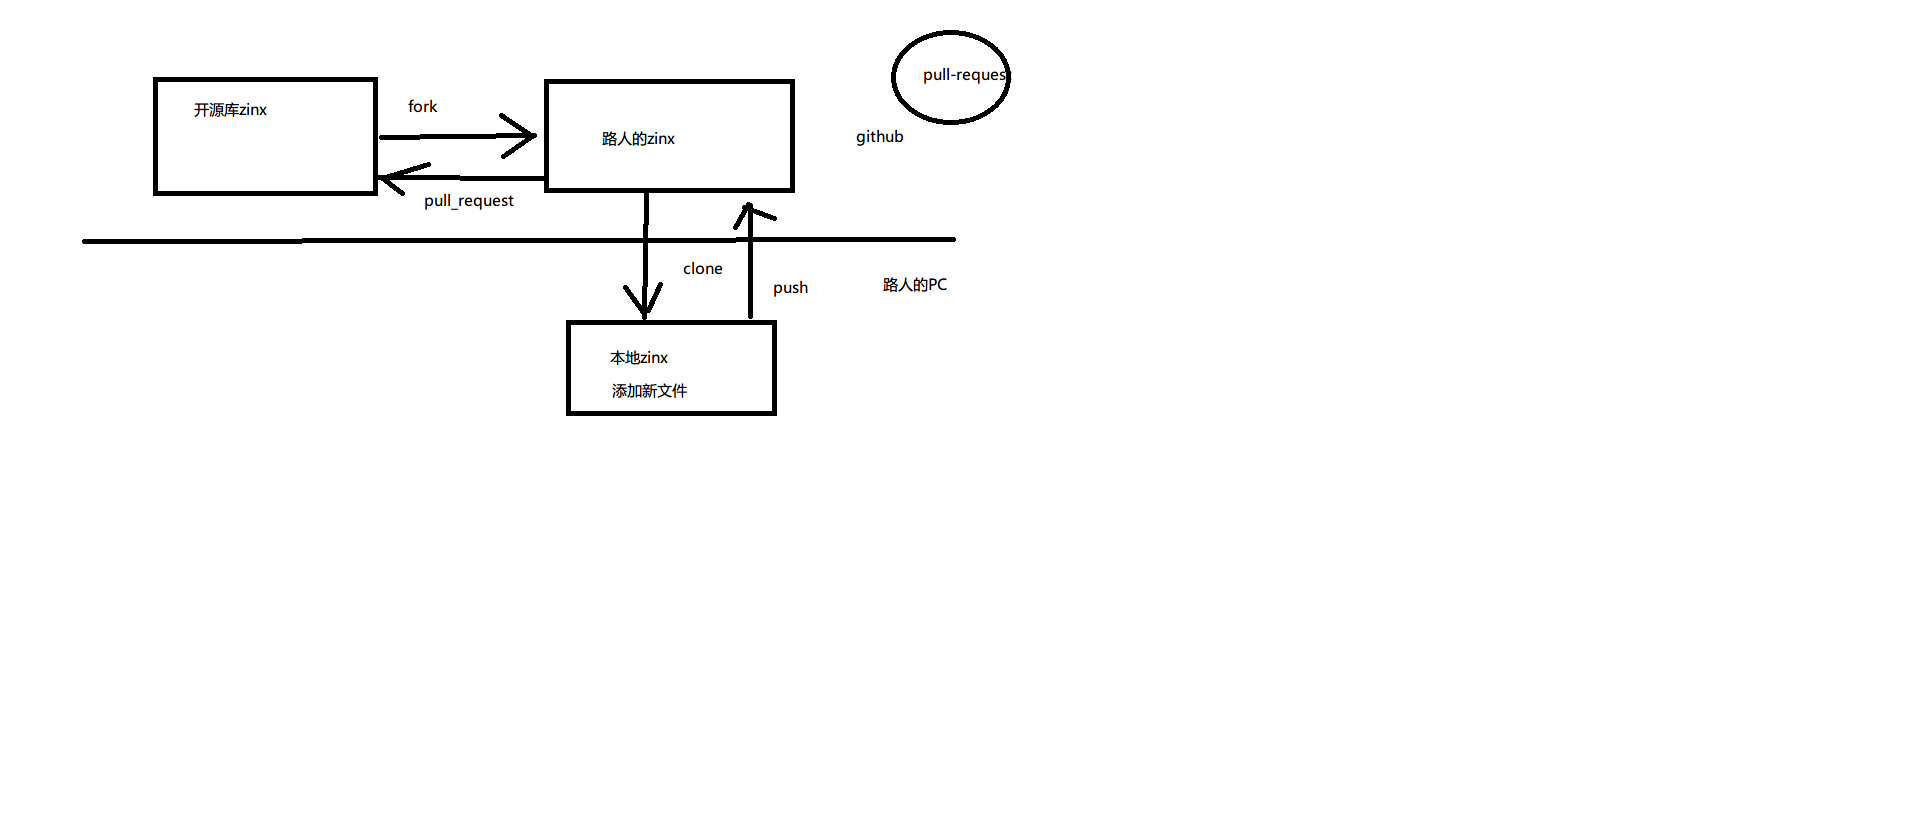 pull-reques
开源库zinx
fork
路人的zinx
github
pull_request
clone
push
路人的PC
本地zinx
添加新文件